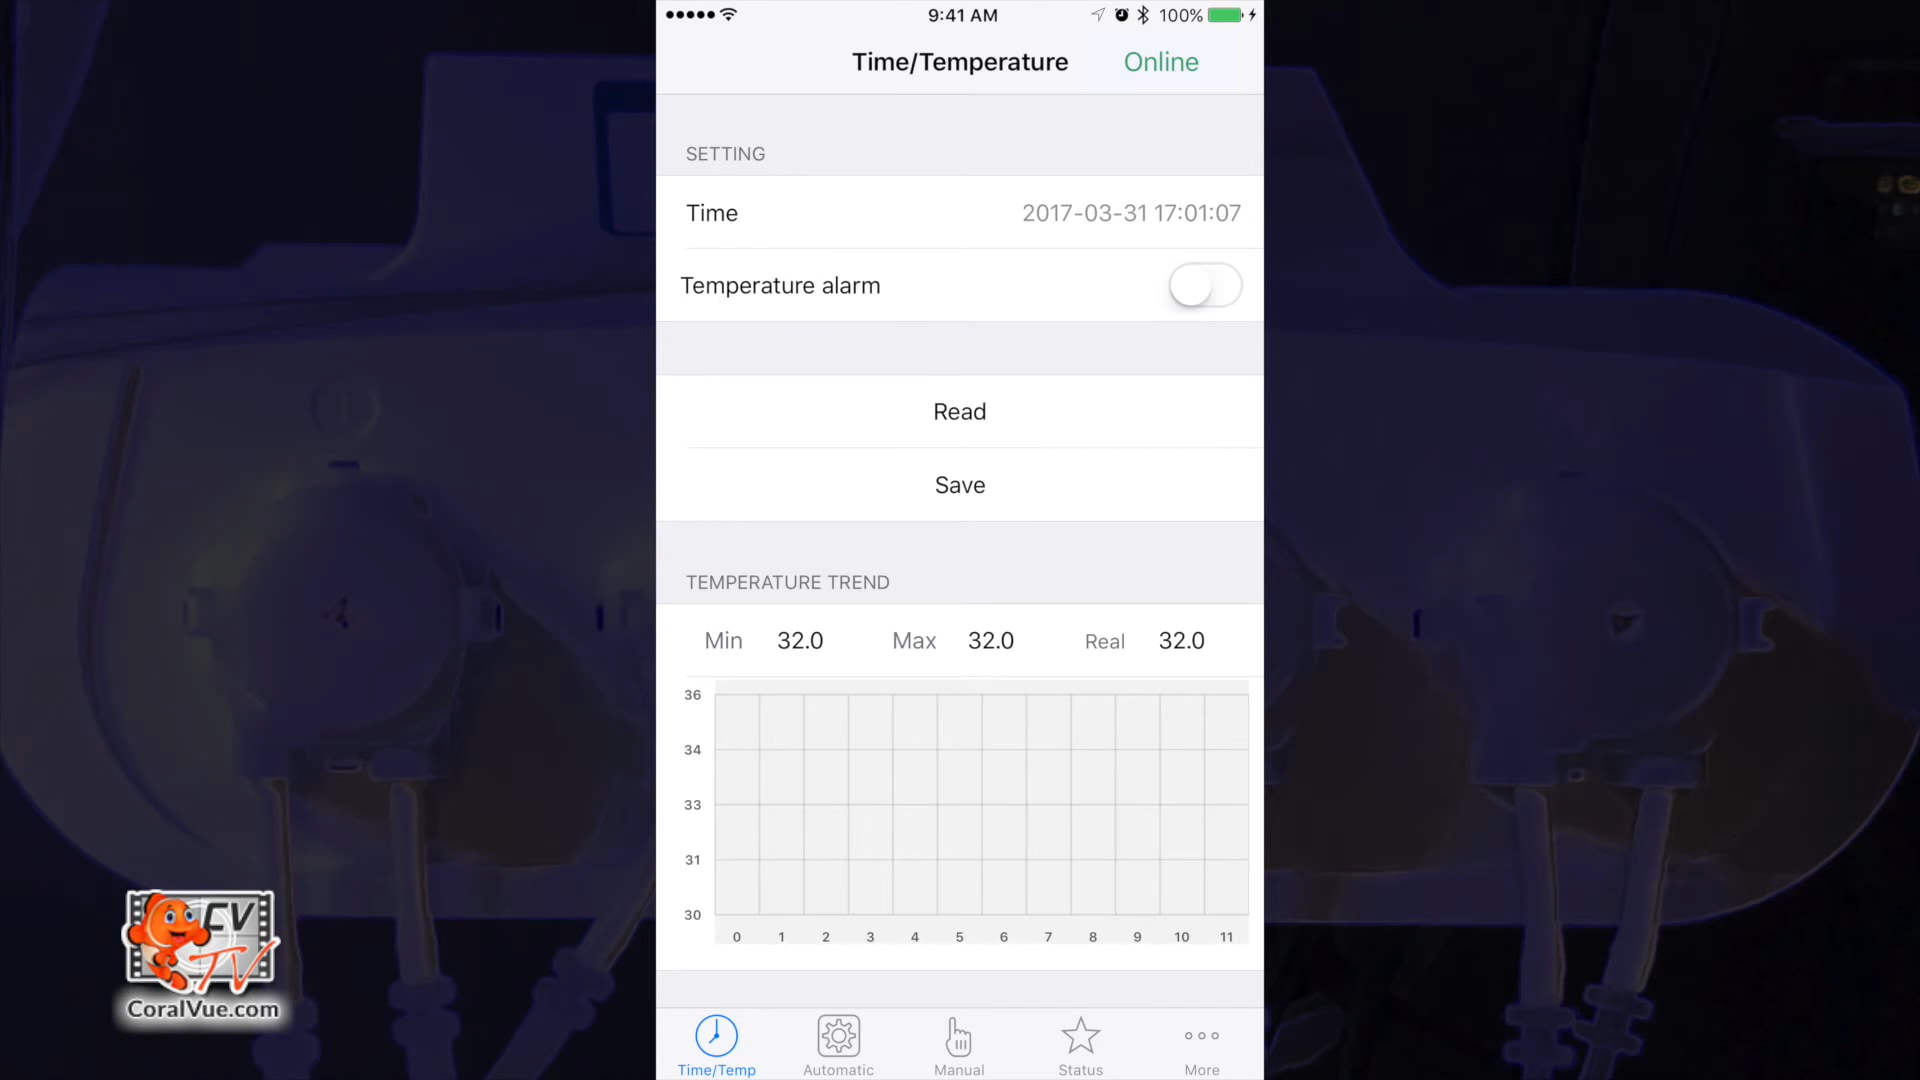 9:41 AM 100%
Time/Temperature Online
SETTING
Time 2017-03-31 17:01:07
Temperature alarm
Read
Save
TEMPERATURE TREND
Min 32.0 Max 32.0 Real 32.0
36
34
33
31
30
0 1 2 3 4 5 6 7 8 9 10 11
Time/Temp Automatic Manual Status More
CV
TV
CoralVue.com